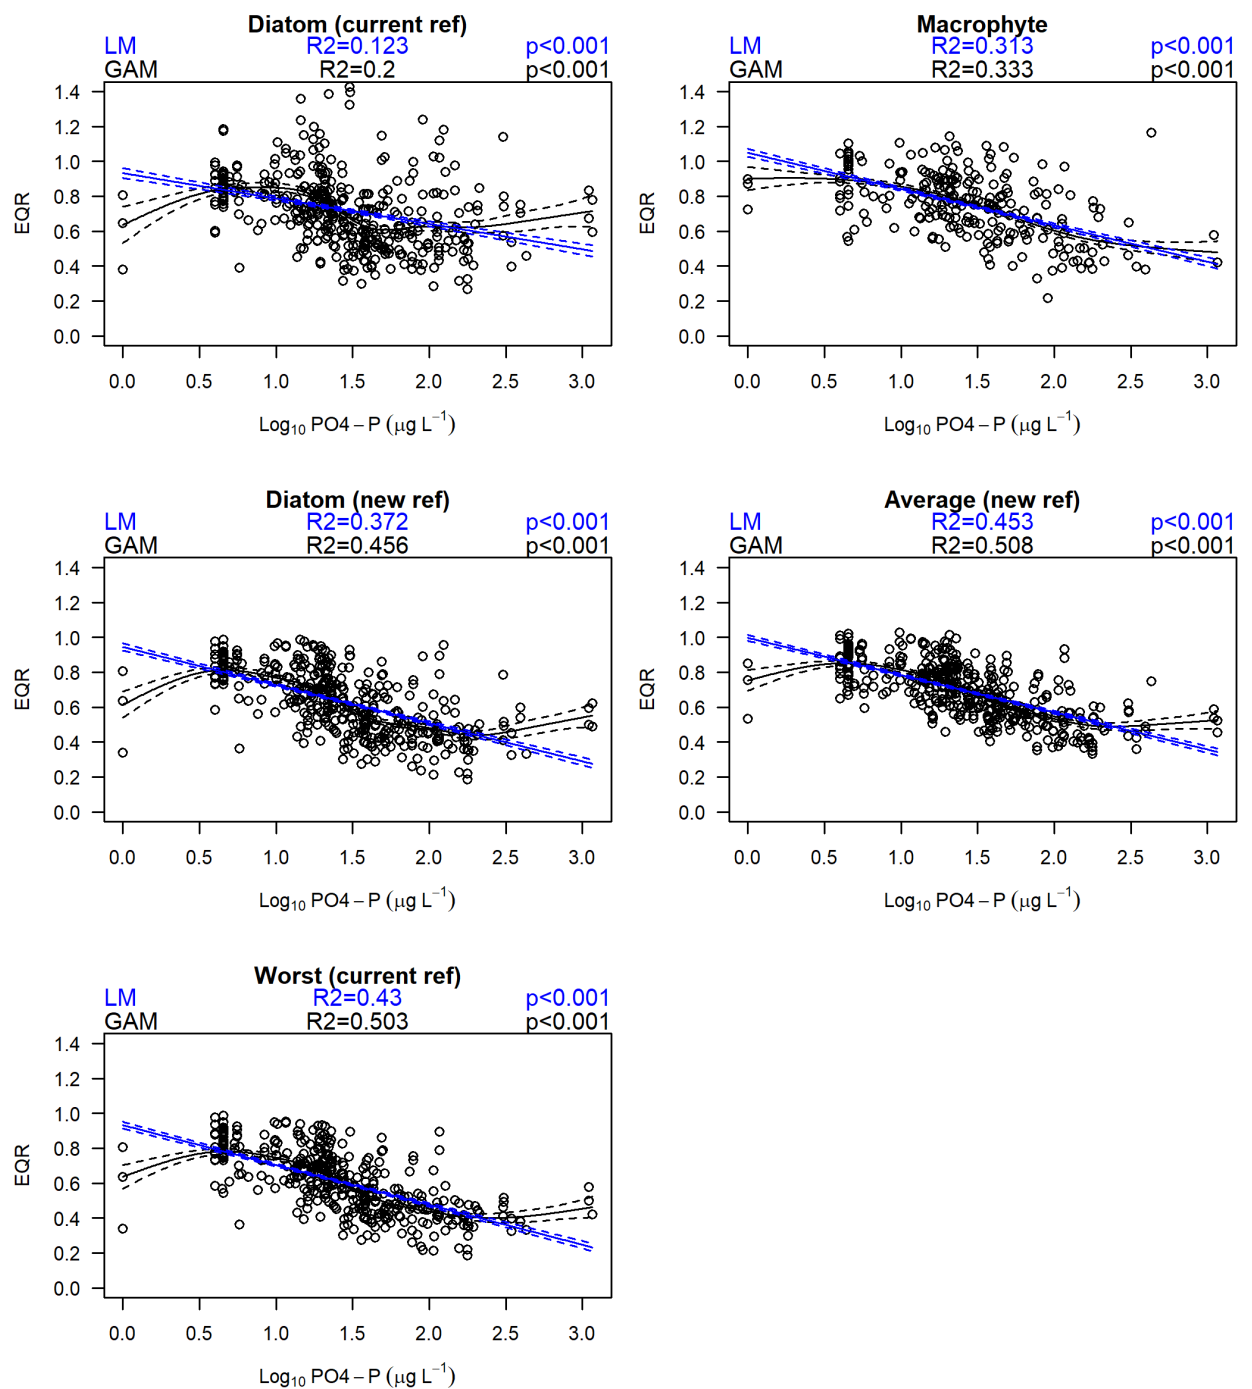 Diatom (current ref)
LM R2=0.123 p<0.001
GAM R2=0.2 p<0.001
1.4
1.2
1.0
0.8
0.6
0.4
0.2
0.0
EQR
0.0 0.5 1.0 1.5 2.0 2.5 3.0
Log₁₀ PO4 – P (μg L⁻¹)
Macrophyte
LM R2=0.313 p<0.001
GAM R2=0.333 p<0.001
1.4
1.2
1.0
0.8
0.6
0.4
0.2
0.0
EQR
0.0 0.5 1.0 1.5 2.0 2.5 3.0
Log₁₀ PO4 – P (μg L⁻¹)
Diatom (new ref)
LM R2=0.372 p<0.001
GAM R2=0.456 p<0.001
1.4
1.2
1.0
0.8
0.6
0.4
0.2
0.0
EQR
0.0 0.5 1.0 1.5 2.0 2.5 3.0
Log₁₀ PO4 – P (μg L⁻¹)
Average (new ref)
LM R2=0.453 p<0.001
GAM R2=0.508 p<0.001
1.4
1.2
1.0
0.8
0.6
0.4
0.2
0.0
EQR
0.0 0.5 1.0 1.5 2.0 2.5 3.0
Log₁₀ PO4 – P (μg L⁻¹)
Worst (current ref)
LM R2=0.43 p<0.001
GAM R2=0.503 p<0.001
1.4
1.2
1.0
0.8
0.6
0.4
0.2
0.0
EQR
0.0 0.5 1.0 1.5 2.0 2.5 3.0
Log₁₀ PO4 – P (μg L⁻¹)